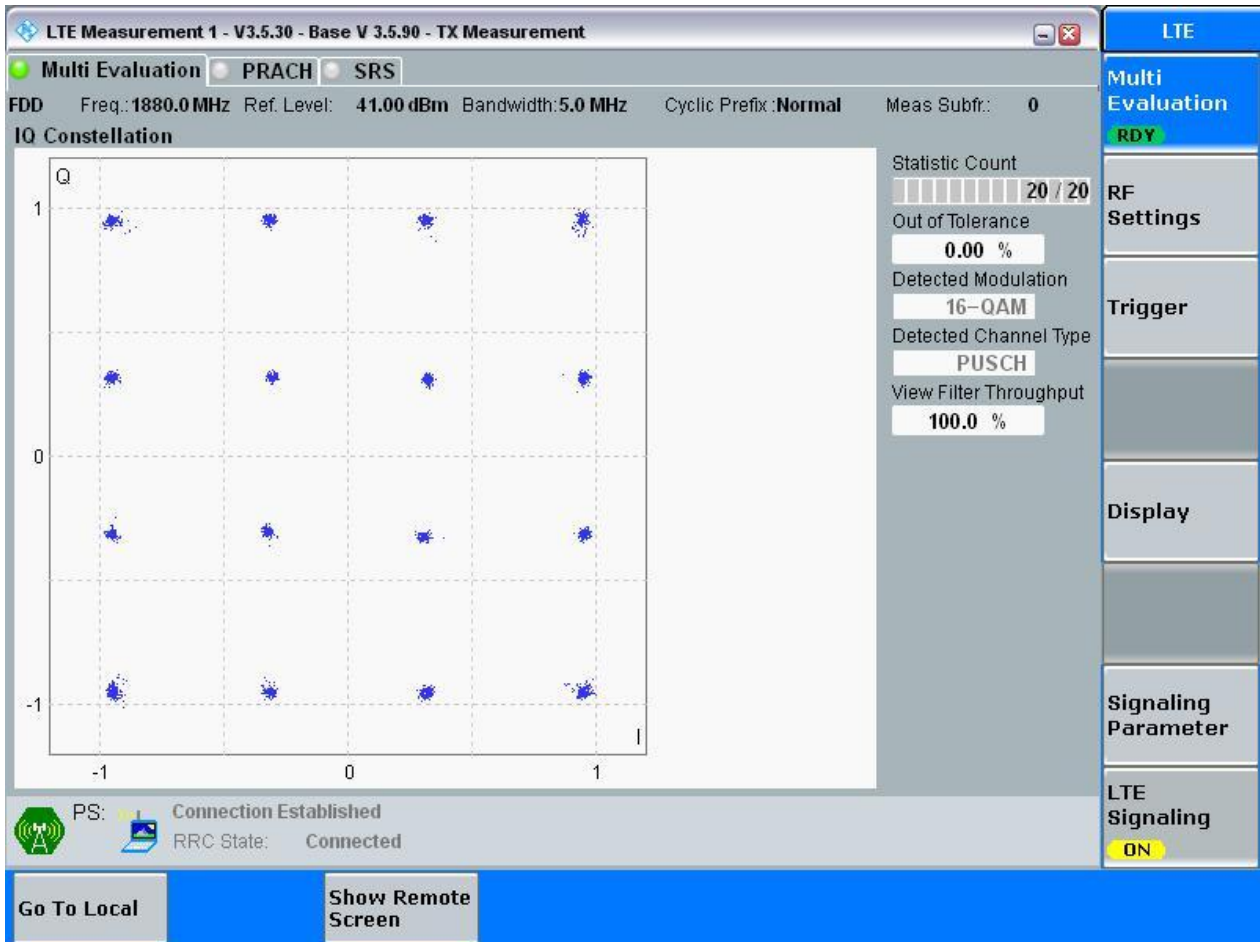 LTE Measurement 1 - V3.5.30 - Base V 3.5.90 - TX Measurement
LTE
Multi Evaluation PRACH SRS
FDD Freq.: 1880.0 MHz Ref. Level: 41.00 dBm Bandwidth: 5.0 MHz Cyclic Prefix : Normal Meas Subfr.: 0
IQ Constellation
Q
1
0
-1
-1 0 1
I
Statistic Count
20 / 20
Out of Tolerance
0.00 %
Detected Modulation
16-QAM
Detected Channel Type
PUSCH
View Filter Throughput
100.0 %
Multi
Evaluation
RDY
RF
Settings
Trigger
Display
Signaling
Parameter
LTE
Signaling
ON
PS: Connection Established
RRC State: Connected
Go To Local
Show Remote
Screen